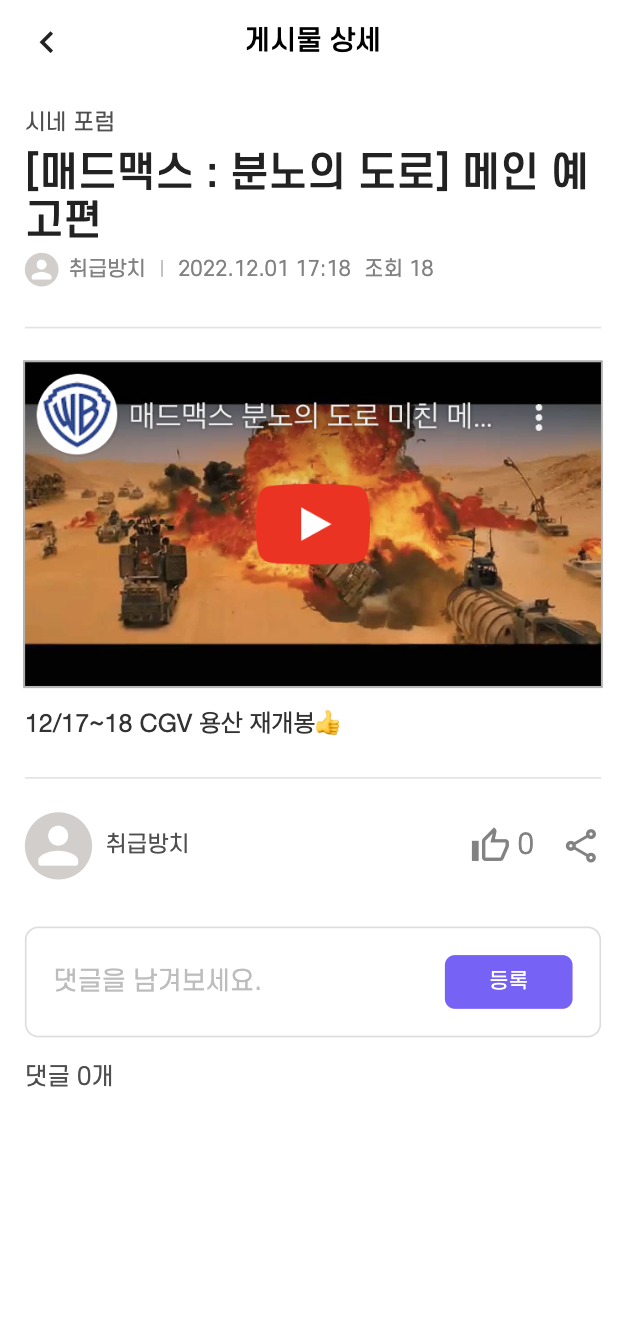 게시물 상세
시네 포럼
[매드맥스 : 분노의 도로] 메인 예
고편
취급방치 | 2022.12.01 17:18 조회 18
WB
매드맥스 분노의 도로 미친 메...
12/17~18 CGV 용산 재개봉👍
취급방치
0
댓글을 남겨보세요.
등록
댓글 0개